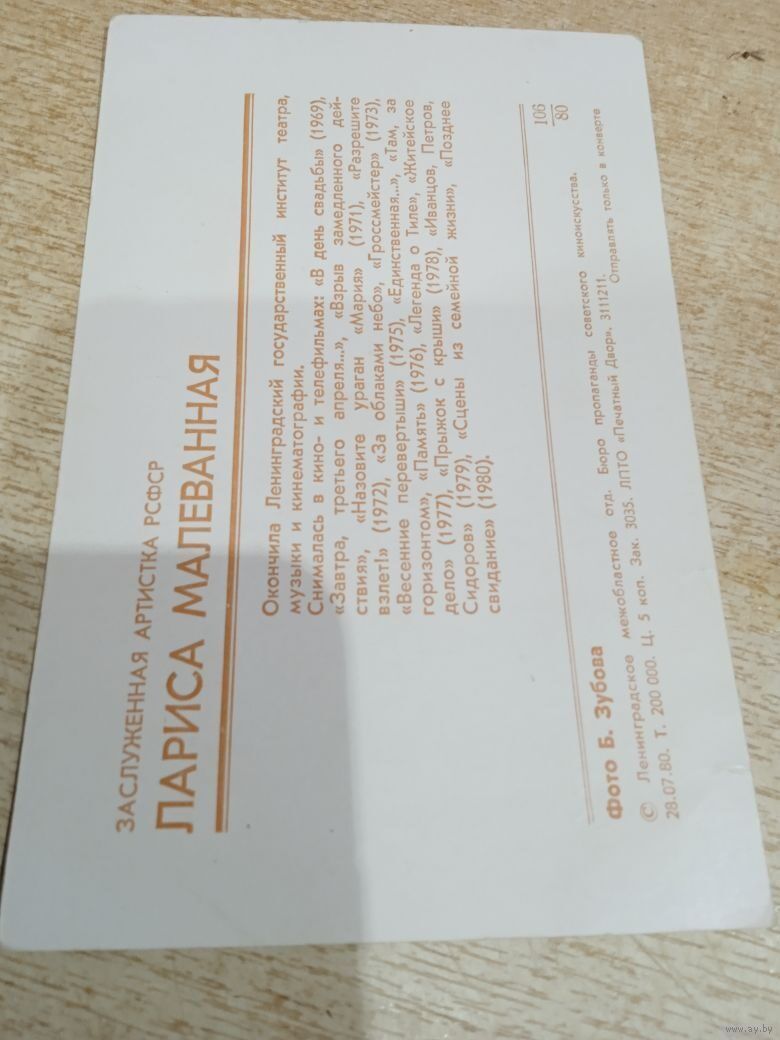 ЗАСЛУЖЕННАЯ АРТИСТКА РСФСР
ЛАРИСА МАЛЕВАННАЯ
Окончила Ленинградский государственный институт театра,
музыки и кинематографии.
Снималась в кино- и телефильмах: «В день свадьбы» (1969),
«Завтра, третьего апреля...», «Взрыв замедленного дей-
ствия», «Назовите ураган «Мария» (1971), «Разрешите
взлет!» (1972), «За облаками небо», «Гроссмейстер» (1973),
«Весенние перевертыши» (1975), «Единственная...», «Там, за
горизонтом», «Память» (1976), «Легенда о Тиле», «Житейское
дело» (1977), «Прыжок с крыши» (1978), «Иванцов, Петров,
Сидоров» (1979), «Сцены из семейной жизни», «Позднее
свидание» (1980).
106
80
Фото Б. Зубова
© Ленинградское межобластное отд. Бюро пропаганды советского киноискусства.
28.07.80. Т. 200 000. Ц. 5 коп. Зак. 3035. ЛПТО «Печатный Двор». 3111211. Отправлять только в конверте
www.ay.by